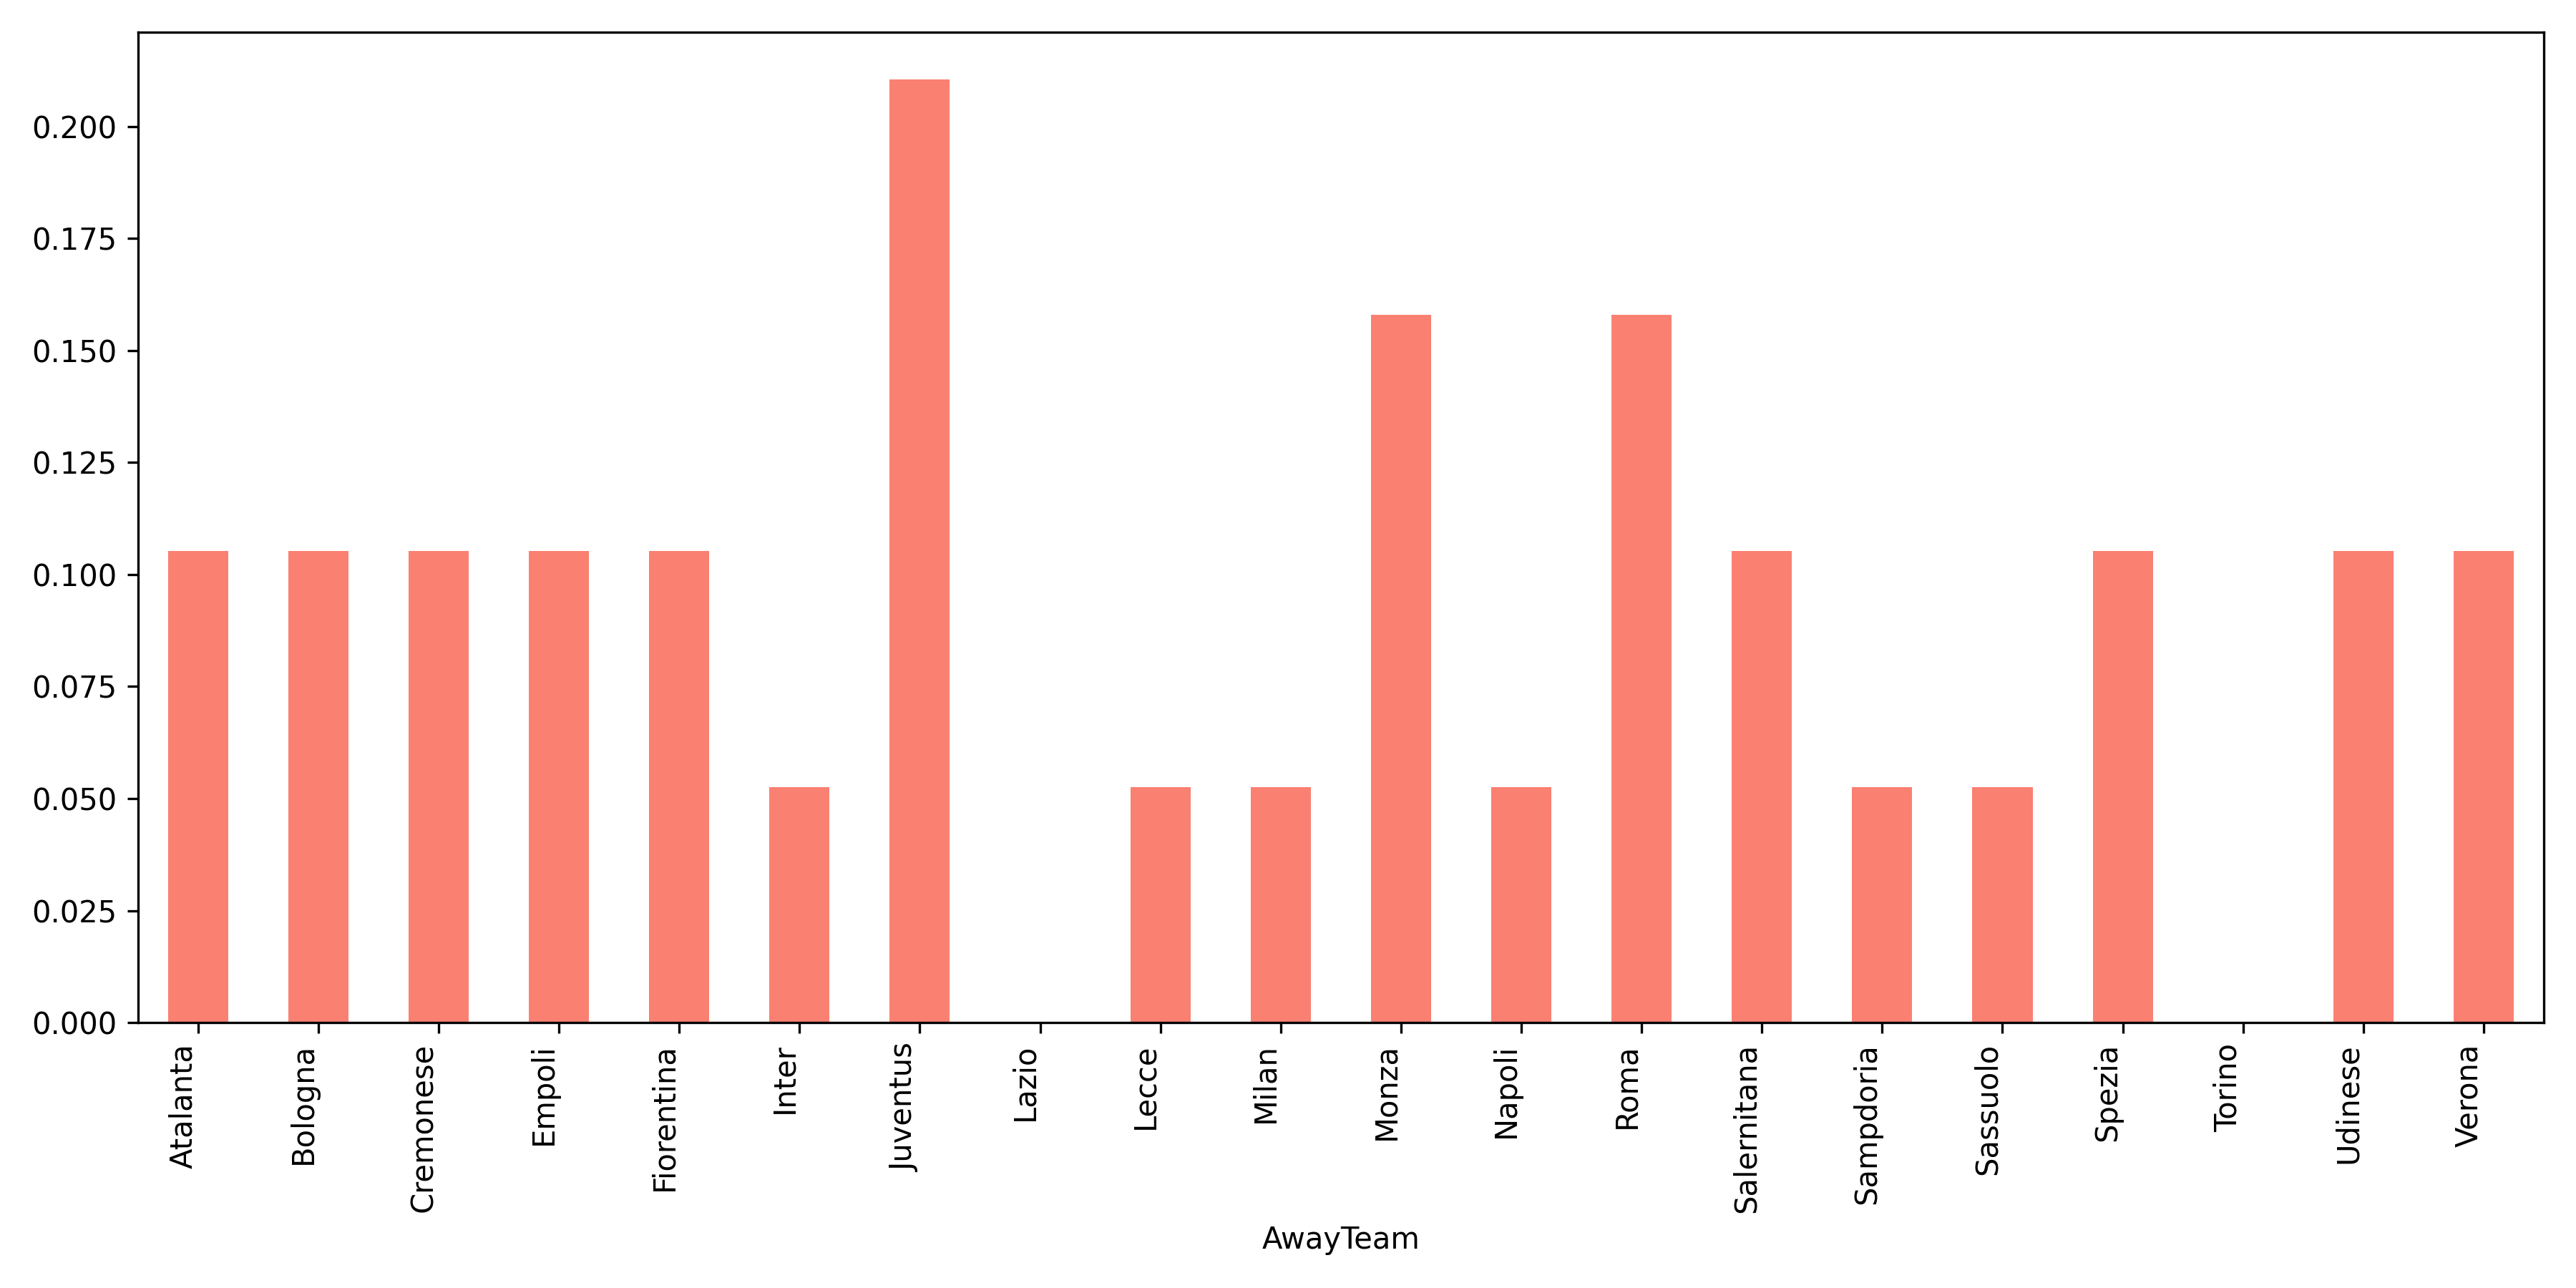 0.200
0.175
0.150
0.125
0.100
0.075
0.050
0.025
0.000
Atalanta
Bologna
Cremonese
Empoli
Fiorentina
Inter
Juventus
Lazio
Lecce
Milan
Monza
Napoli
Roma
Salernitana
Sampdoria
Sassuolo
Spezia
Torino
Udinese
Verona
AwayTeam